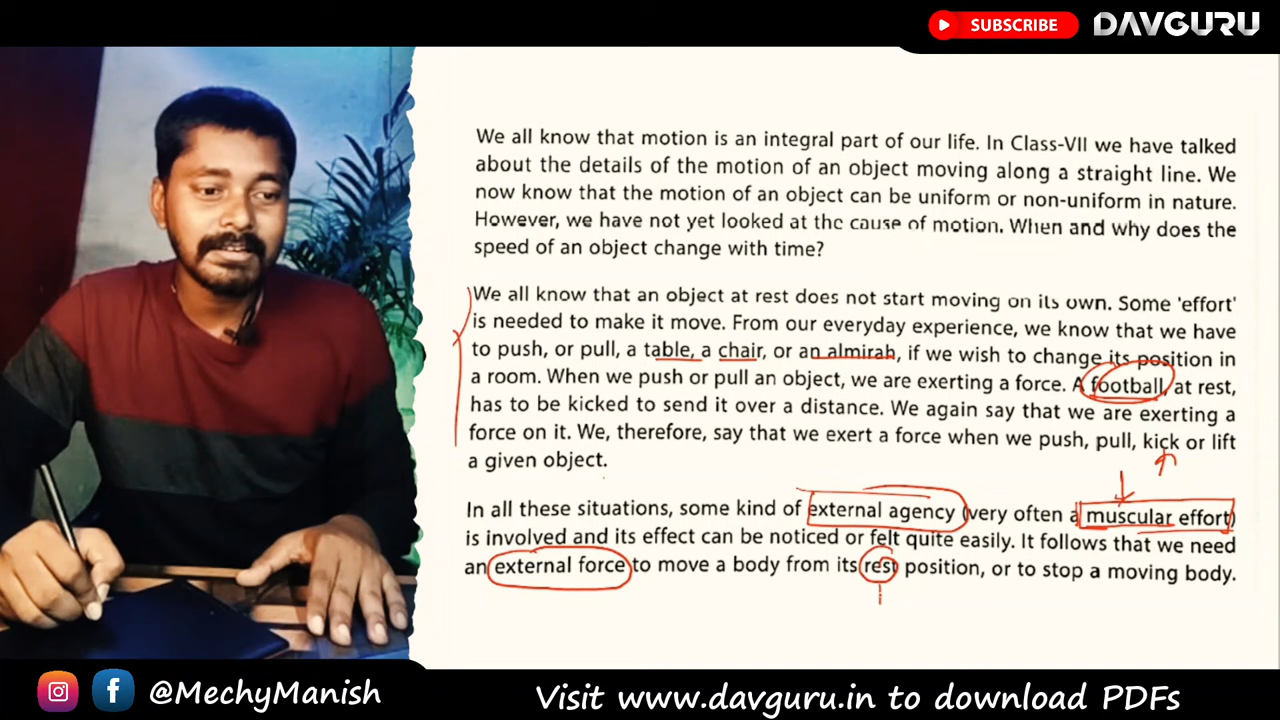 SUBSCRIBE DAVGURU
We all know that motion is an integral part of our life. In Class-VII we have talked
about the details of the motion of an object moving along a straight line. We
now know that the motion of an object can be uniform or non-uniform in nature.
However, we have not yet looked at the cause of motion. When and why does the
speed of an object change with time?
We all know that an object at rest does not start moving on its own. Some 'effort'
is needed to make it move. From our everyday experience, we know that we have
to push, or pull, a table, a chair, or an almirah, if we wish to change its position in
a room. When we push or pull an object, we are exerting a force. A football, at rest,
has to be kicked to send it over a distance. We again say that we are exerting a
force on it. We, therefore, say that we exert a force when we push, pull, kick or lift
a given object.
In all these situations, some kind of external agency (very often a muscular effort)
is involved and its effect can be noticed or felt quite easily. It follows that we need
an external force to move a body from its rest position, or to stop a moving body.
@MechyManish
Visit www.davguru.in to download PDFs